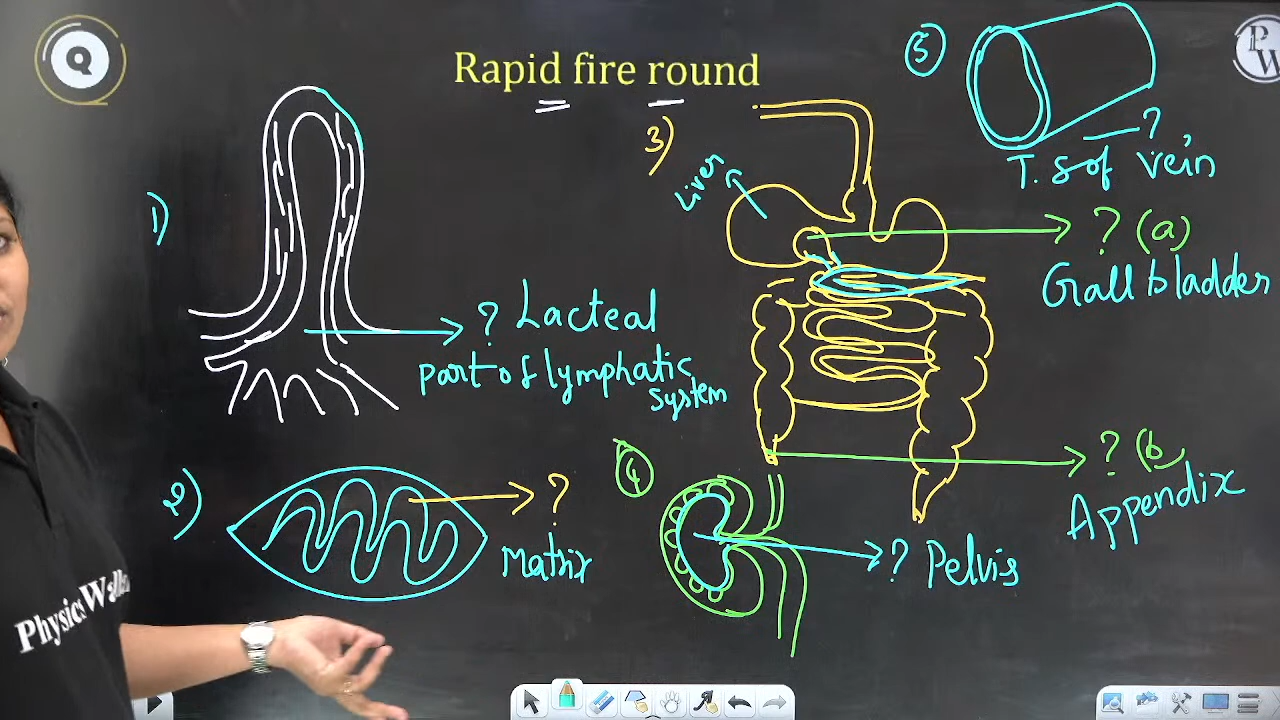 Q
Rapid fire round
PW
1)
? Lacteal
part of lymphatic
system
2)
?
Matrix
3)
Liver
? (a)
Gall bladder
? (b)
Appendix
4
? Pelvis
5
?
T. S of vein
Physics Wallah